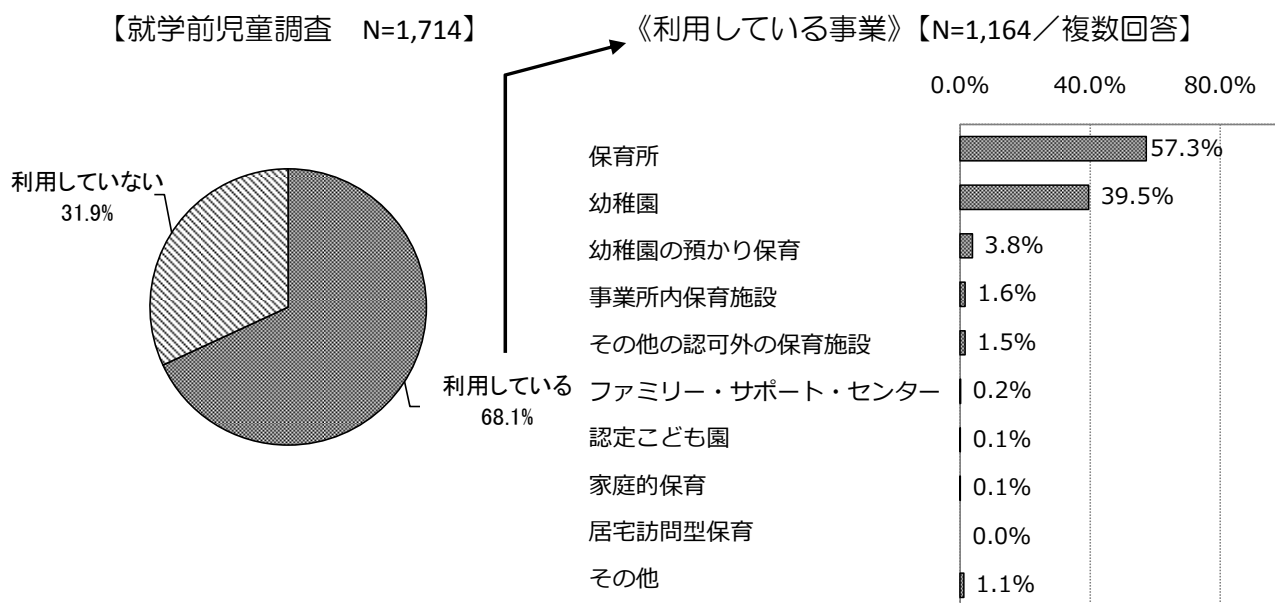 【就学前児童調査　N=1,714】
《利用している事業》【N=1,164／複数回答】
0.0% 40.0% 80.0%
利用していない
31.9%
利用している
68.1%
保育所 57.3%
幼稚園 39.5%
幼稚園の預かり保育 3.8%
事業所内保育施設 1.6%
その他の認可外の保育施設 1.5%
ファミリー・サポート・センター 0.2%
認定こども園 0.1%
家庭的保育 0.1%
居宅訪問型保育 0.0%
その他 1.1%